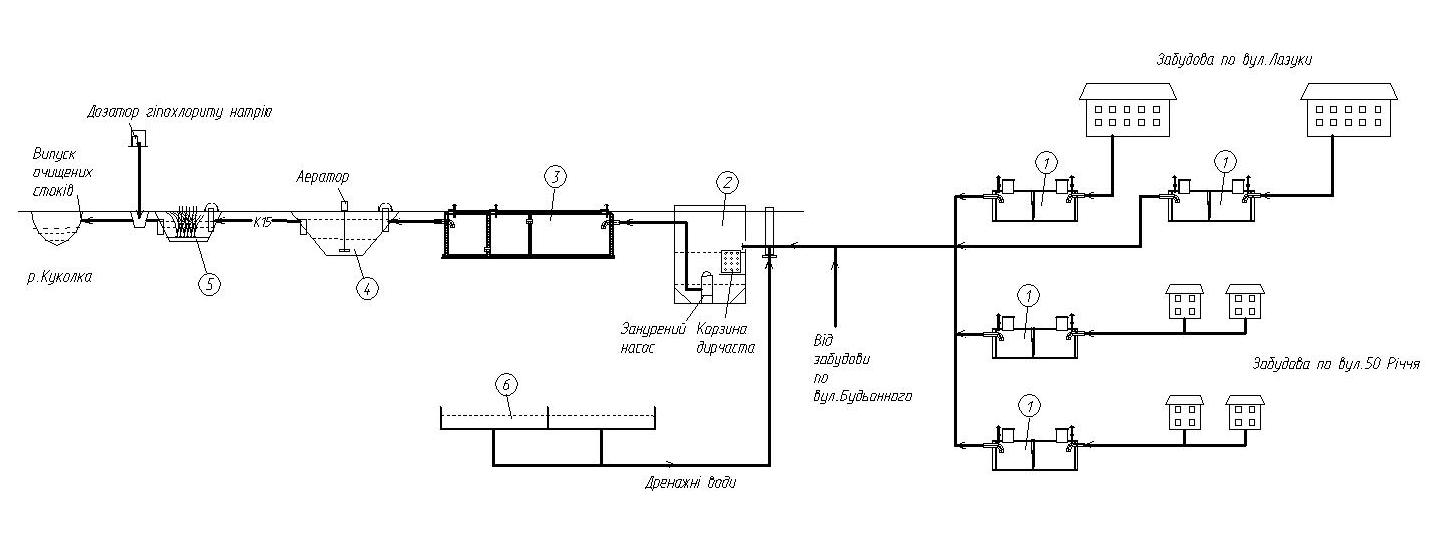 Забудова по вул.Лазуки
Дозатор гіпохлориту натрію
Випуск
очищених
стоків
Аератор
3
2
1
1
К15
5
4
р.Куколка
1
Занурений
насос
Корзина
дирчаста
Від
забудови
по
вул.Будьонного
Забудова по вул.50 Річчя
6
1
Дренажні води